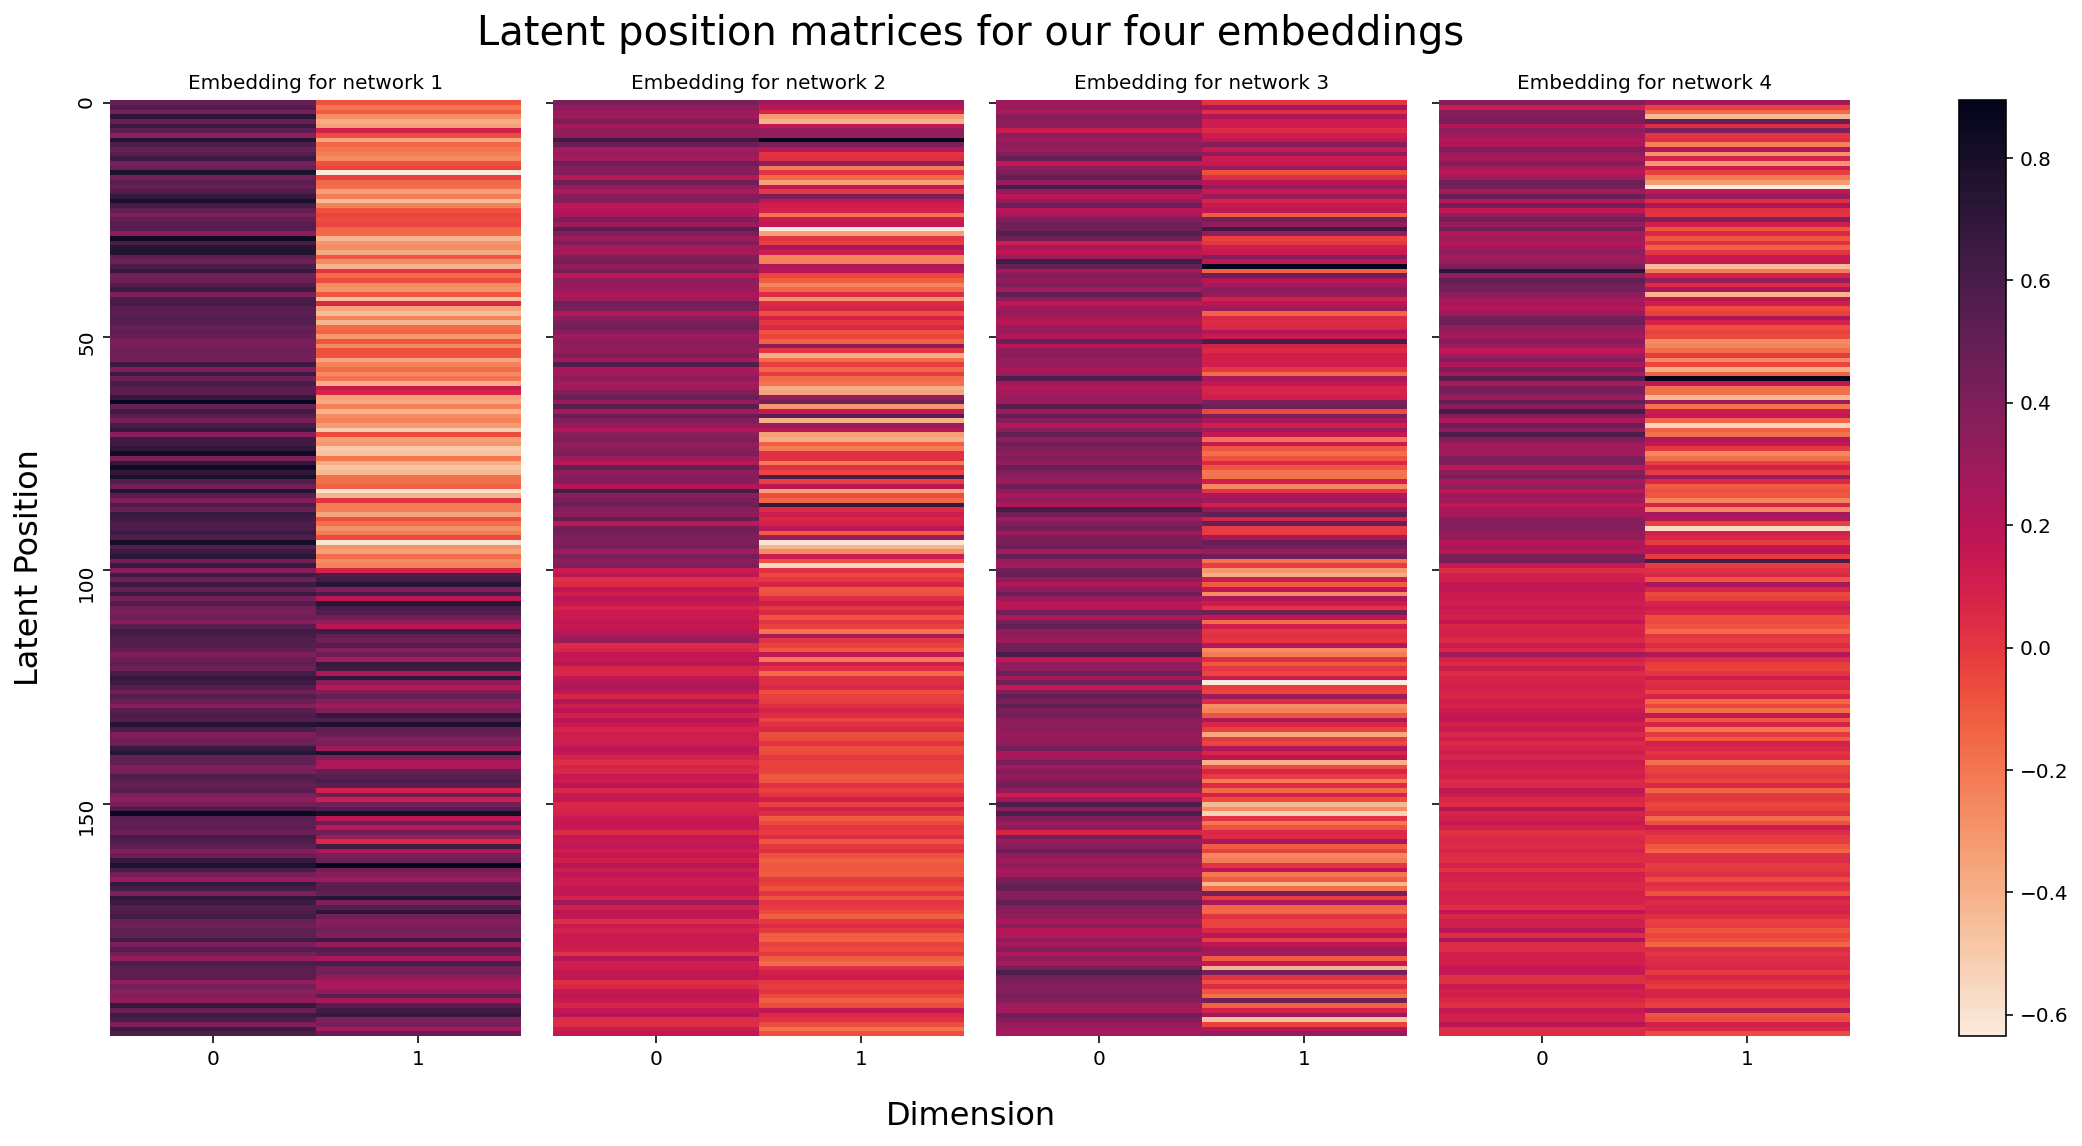 Latent position matrices for our four embeddings
Embedding for network 1
Embedding for network 2
Embedding for network 3
Embedding for network 4
Latent Position
0
50
100
150
0 1
0 1
0 1
0 1
Dimension
0.8
0.6
0.4
0.2
0.0
−0.2
−0.4
−0.6